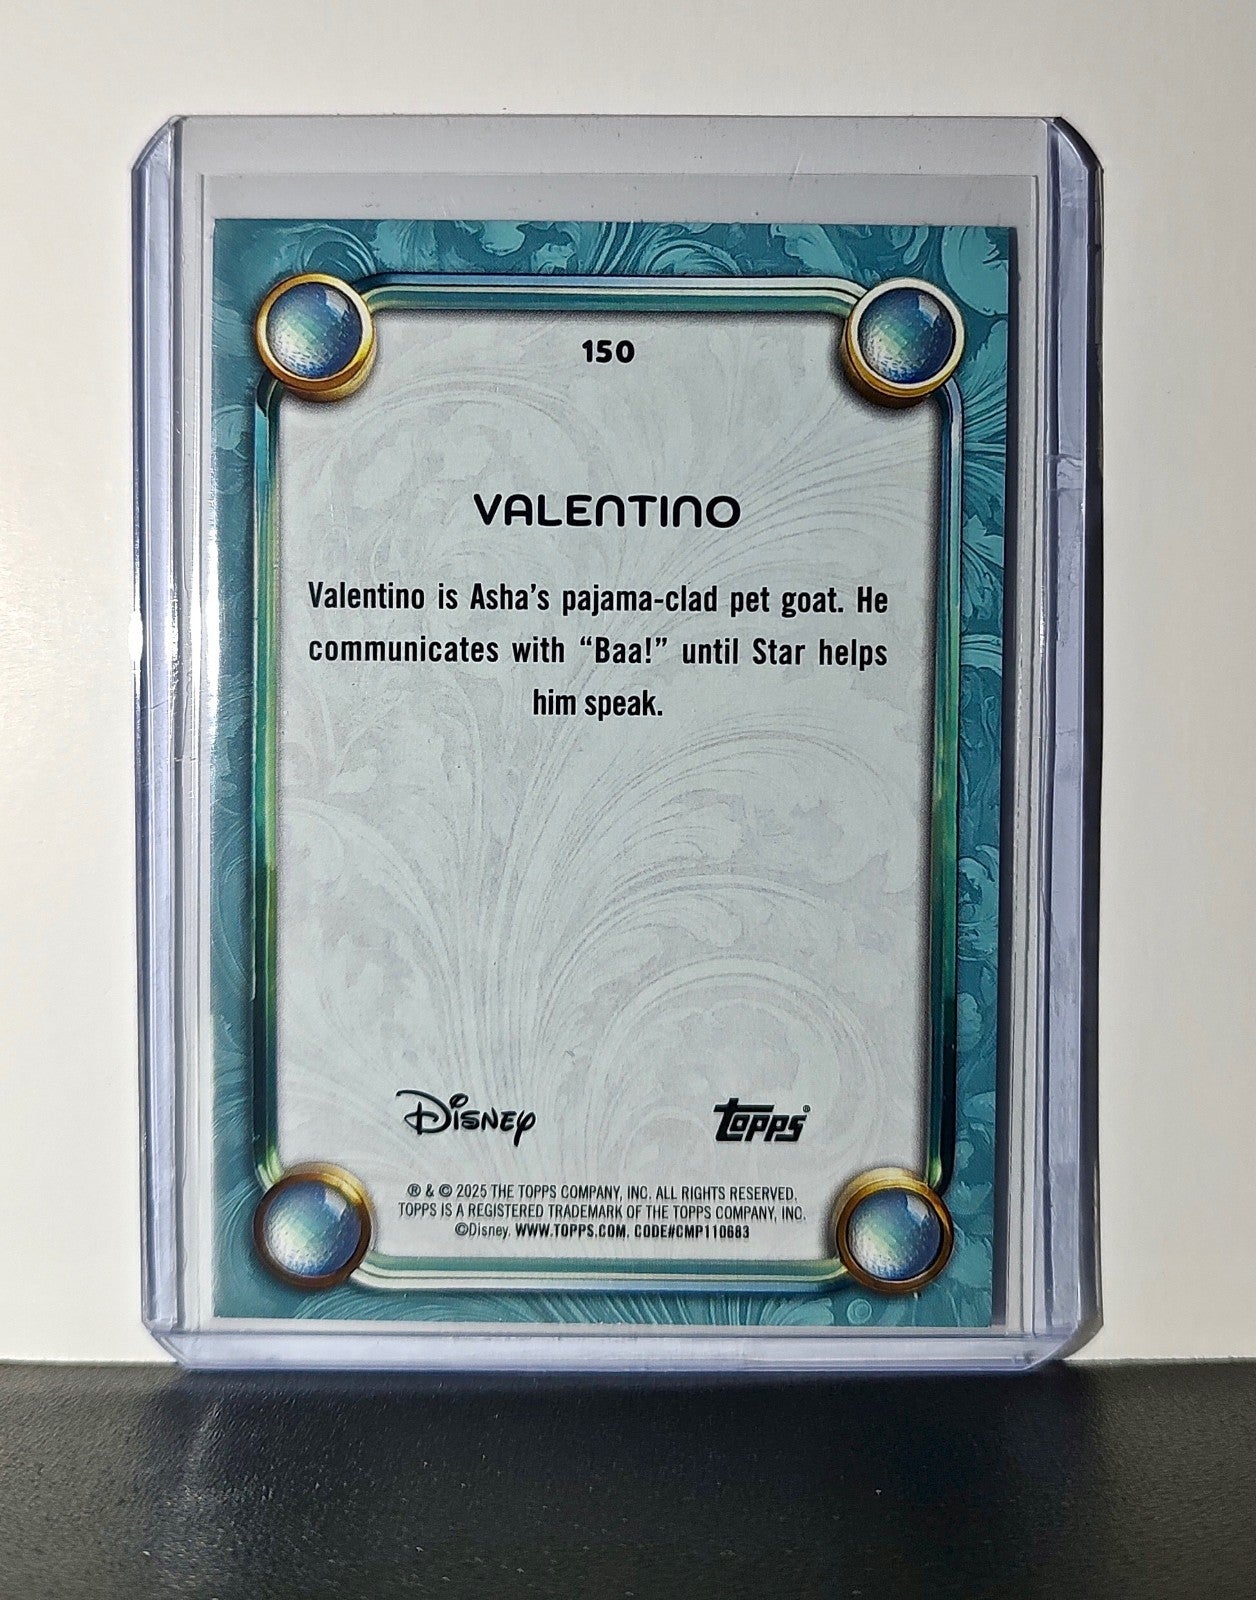 150
VALENTINO
Valentino is Asha's pajama-clad pet goat. He
communicates with “Baa!” until Star helps
him speak.
Disney
Topps®
® & © 2025 THE TOPPS COMPANY, INC. ALL RIGHTS RESERVED.
TOPPS IS A REGISTERED TRADEMARK OF THE TOPPS COMPANY, INC.
©Disney. WWW.TOPPS.COM. CODE#CMP110683